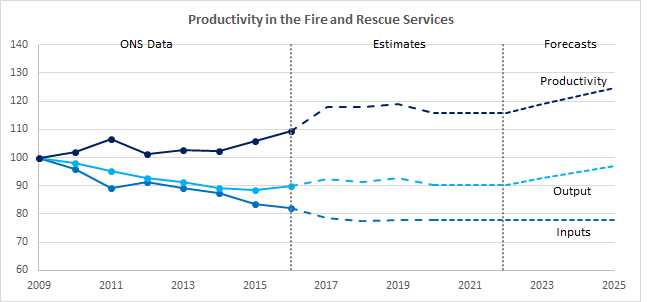 Productivity in the Fire and Rescue Services
ONS Data Estimates Forecasts
140
130
120
110
100
90
80
70
60
Productivity
Output
Inputs
2009 2011 2013 2015 2017 2019 2021 2023 2025